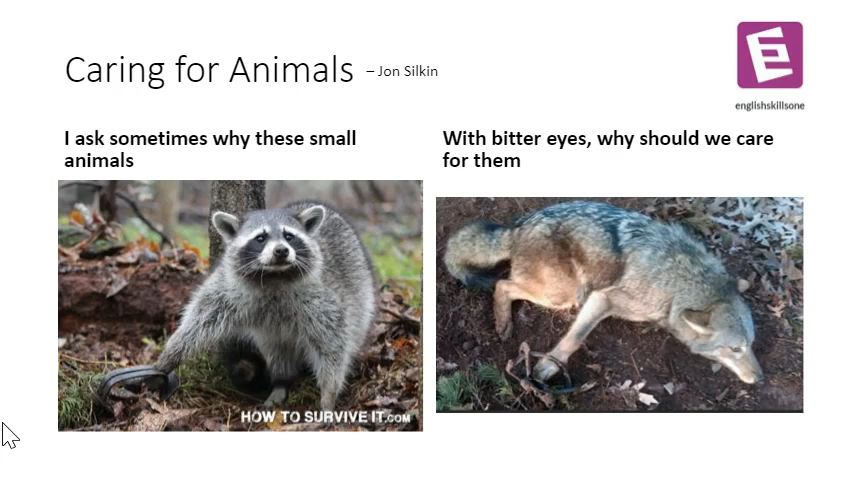 Caring for Animals – Jon Silkin
englishskillsone
I ask sometimes why these small
animals
With bitter eyes, why should we care
for them
HOW TO SURVIVE IT.COM